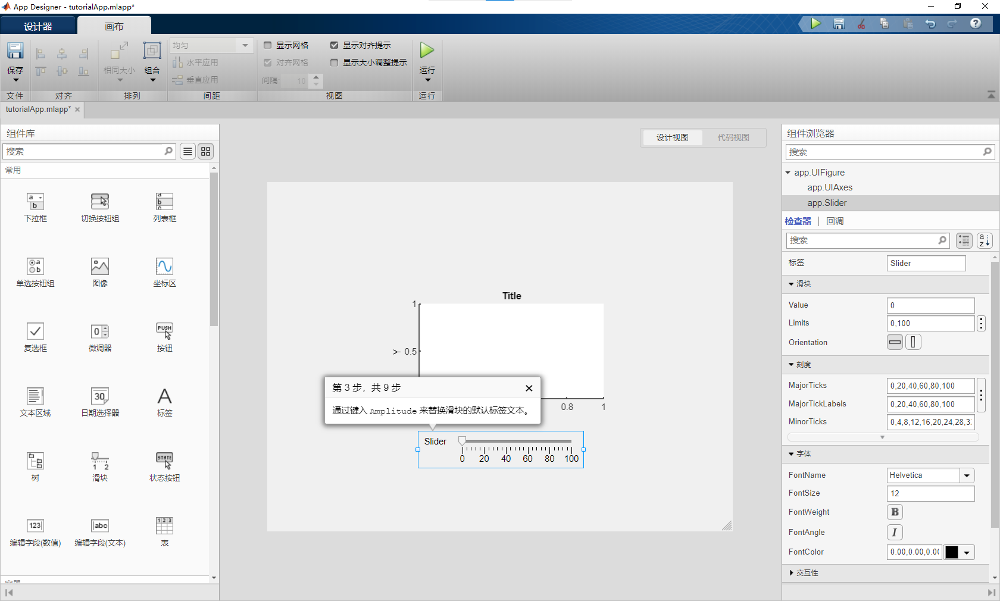 App Designer - tutorialApp.mlapp*
设计器
画布
保存
文件
对齐
相同大小
组合
排列
均匀
水平应用
垂直应用
间距
显示网格
显示对齐提示
对齐网格
显示大小调整提示
间隔: 10
视图
运行
运行
tutorialApp.mlapp*
组件库
搜索
常用
下拉框
切换按钮组
列表框
单选按钮组
图像
坐标区
复选框
微调器
按钮
文本区域
日期选择器
标签
树
滑块
状态按钮
编辑字段(数值)
编辑字段(文本)
表
设计视图
代码视图
Title
1
0.5
Y
0.8
1
第 3 步，共 9 步
通过键入 Amplitude 来替换滑块的默认标签文本。
Slider
0 20 40 60 80 100
组件浏览器
搜索
app.UIFigure
app.UIAxes
app.Slider
检查器
回调
搜索
标签 Slider
滑块
Value 0
Limits 0,100
Orientation
刻度
MajorTicks 0,20,40,60,80,100
MajorTickLabels 0,20,40,60,80,100
MinorTicks 0,4,8,12,16,20,24,28,32
字体
FontName Helvetica
FontSize 12
FontWeight B
FontAngle I
FontColor 0.00,0.00,0.00
交互性